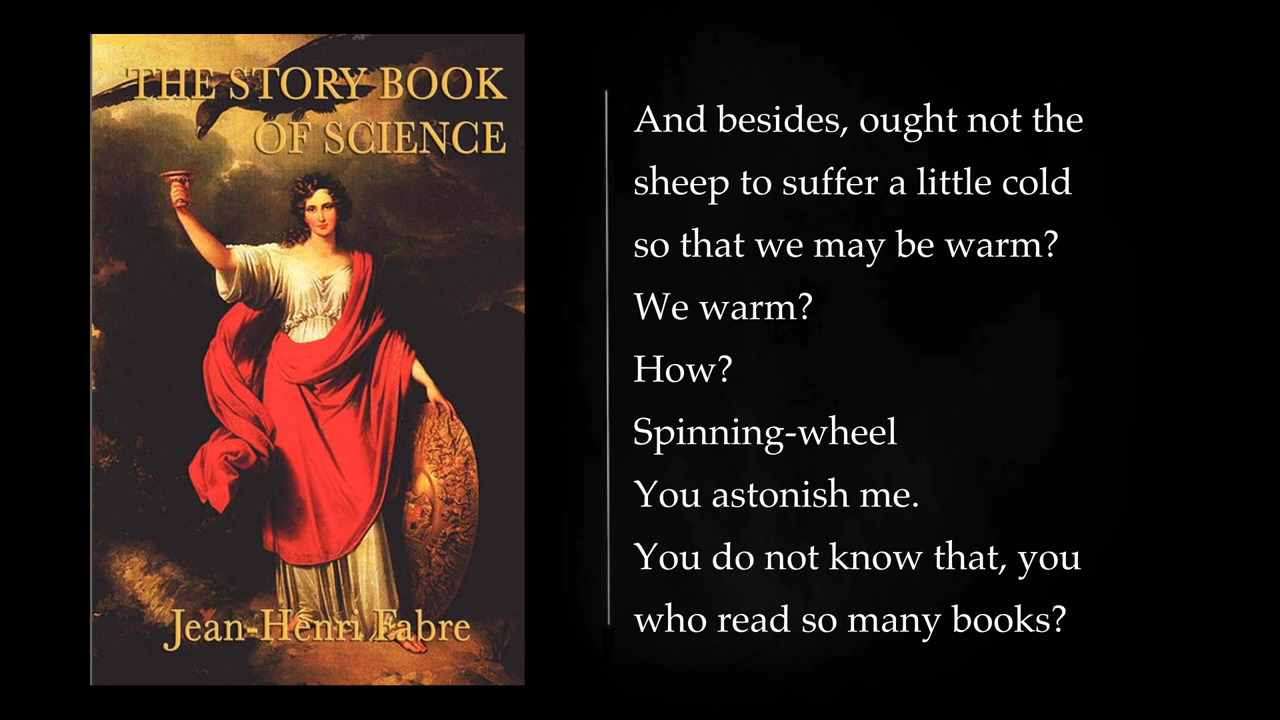 THE STORY BOOK
OF SCIENCE
Jean-Henri Fabre
And besides, ought not the
sheep to suffer a little cold
so that we may be warm?
We warm?
How?
Spinning-wheel
You astonish me.
You do not know that, you
who read so many books?